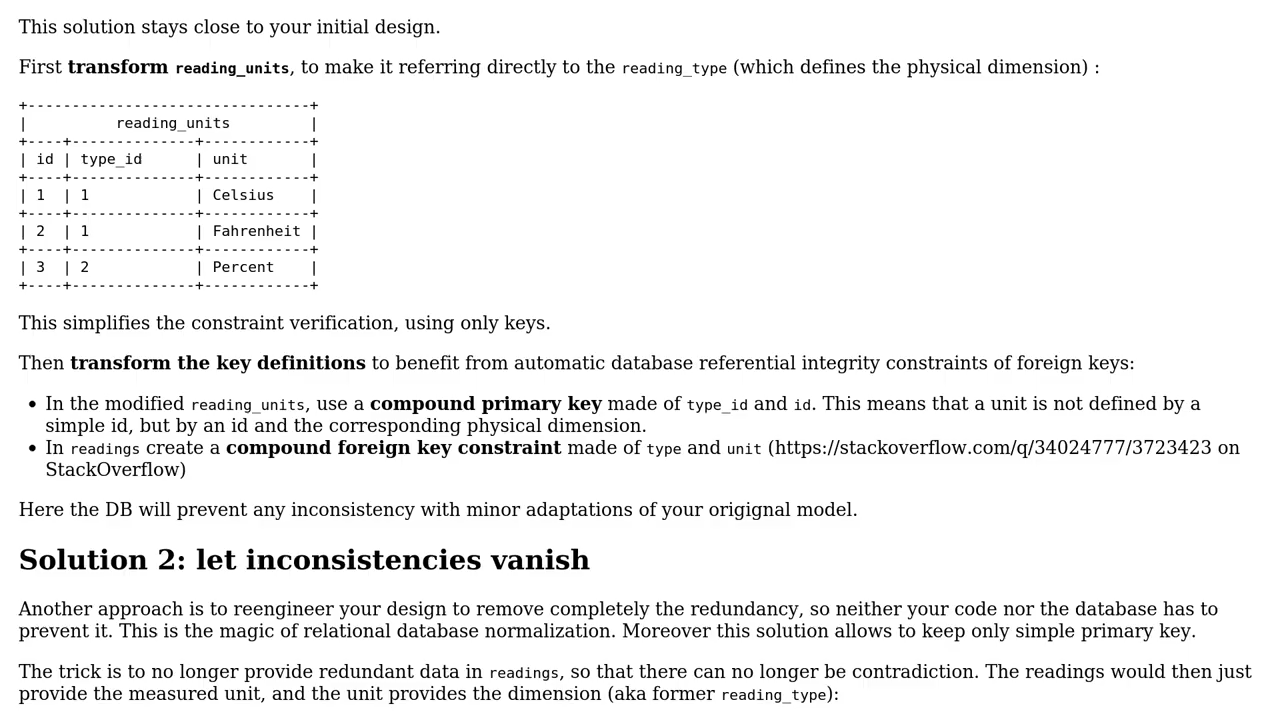 This solution stays close to your initial design.
First transform reading_units, to make it referring directly to the reading_type (which defines the physical dimension) :
+--------------------------------+
|          reading_units         |
+----+--------------+------------+
| id | type_id      | unit       |
+----+--------------+------------+
| 1  | 1            | Celsius    |
+----+--------------+------------+
| 2  | 1            | Fahrenheit |
+----+--------------+------------+
| 3  | 2            | Percent    |
+----+--------------+------------+
This simplifies the constraint verification, using only keys.
Then transform the key definitions to benefit from automatic database referential integrity constraints of foreign keys:
• In the modified reading_units, use a compound primary key made of type_id and id. This means that a unit is not defined by a
simple id, but by an id and the corresponding physical dimension.
• In readings create a compound foreign key constraint made of type and unit (https://stackoverflow.com/q/34024777/3723423 on
StackOverflow)
Here the DB will prevent any inconsistency with minor adaptations of your origignal model.
Solution 2: let inconsistencies vanish
Another approach is to reengineer your design to remove completely the redundancy, so neither your code nor the database has to
prevent it. This is the magic of relational database normalization. Moreover this solution allows to keep only simple primary key.
The trick is to no longer provide redundant data in readings, so that there can no longer be contradiction. The readings would then just
provide the measured unit, and the unit provides the dimension (aka former reading_type):